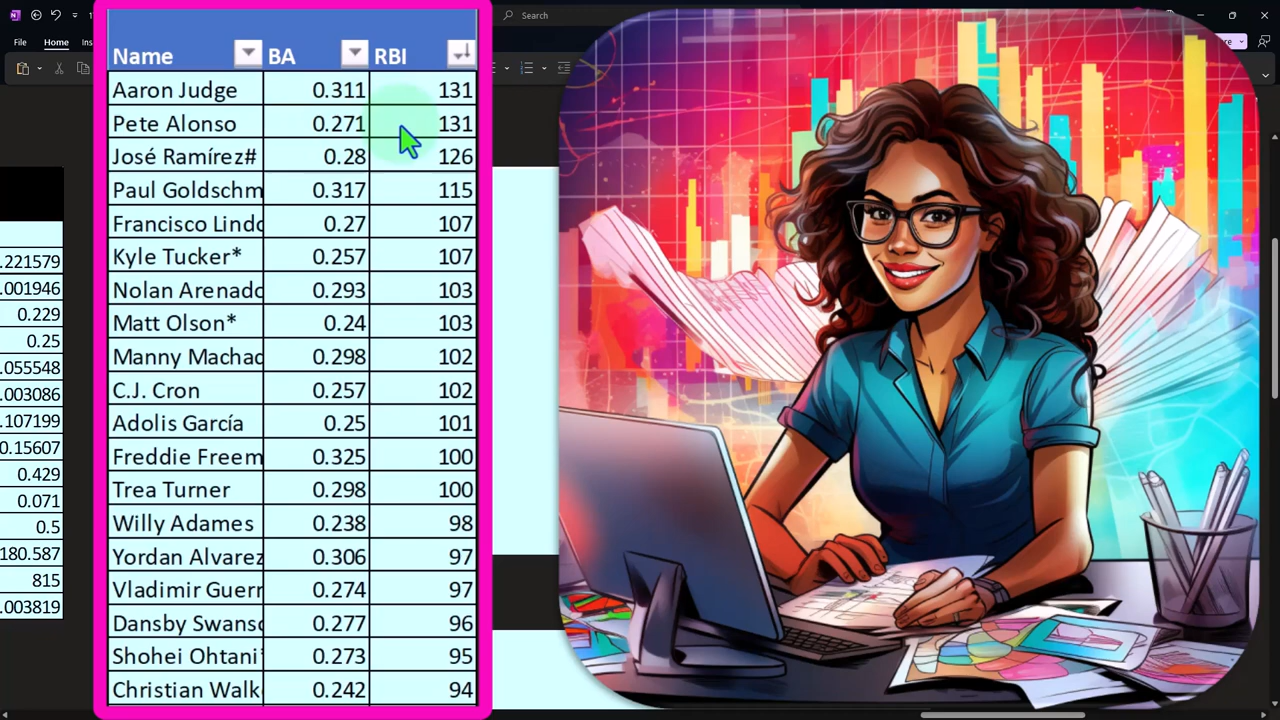 Search
File Home Ins
Name BA RBI
Aaron Judge 0.311 131
Pete Alonso 0.271 131
José Ramírez# 0.28 126
Paul Goldschm 0.317 115
Francisco Lindo 0.27 107
Kyle Tucker* 0.257 107
Nolan Arenado 0.293 103
Matt Olson* 0.24 103
Manny Machad 0.298 102
C.J. Cron 0.257 102
Adolis García 0.25 101
Freddie Freem 0.325 100
Trea Turner 0.298 100
Willy Adames 0.238 98
Yordan Alvarez 0.306 97
Vladimir Guerr 0.274 97
Dansby Swanso 0.277 96
Shohei Ohtani* 0.273 95
Christian Walk 0.242 94
.221579
.001946
0.229
0.25
.055548
.003086
.107199
0.15607
0.429
0.071
0.5
180.587
815
.003819